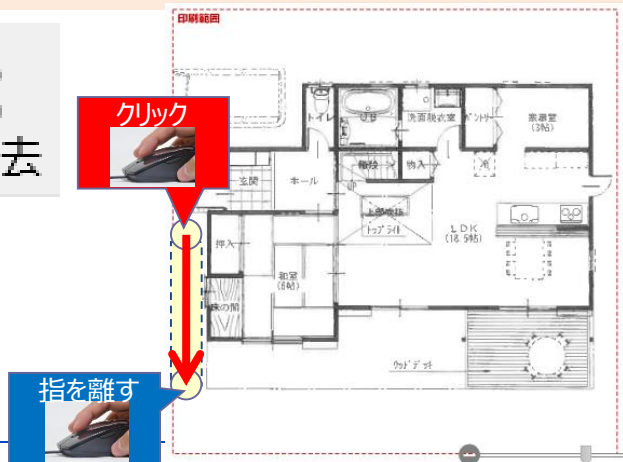 印刷範囲
去
クリック
トイレ
UB
洗面脱衣室
パントリー
家事室
(3帖)
玄関
ホール
階段
物入
冷
上部吹抜
トップライト
押入
LDK
(18.5帖)
和室
(6帖)
床の間
ウッドデッキ
指を離す